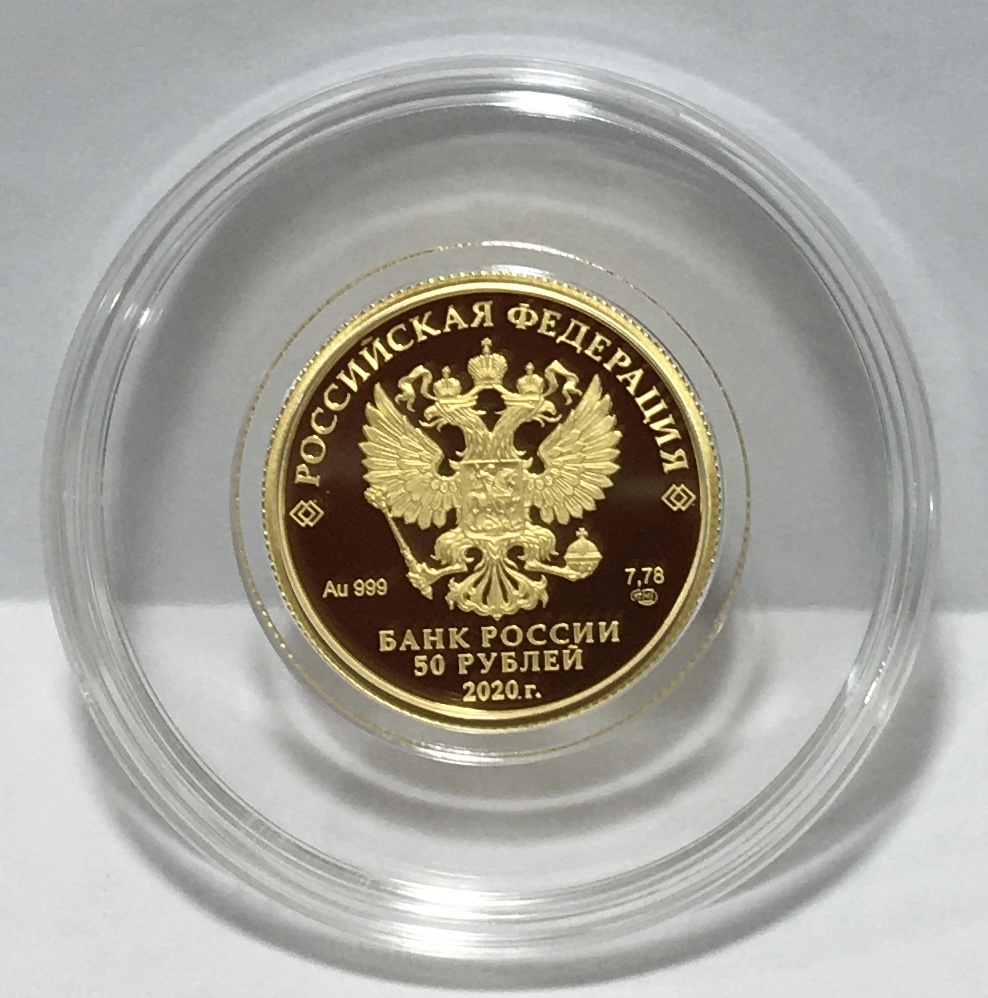 РОССИЙСКАЯ ФЕДЕРАЦИЯ
Au 999
7,78
БАНК РОССИИ
50 РУБЛЕЙ
2020 г.